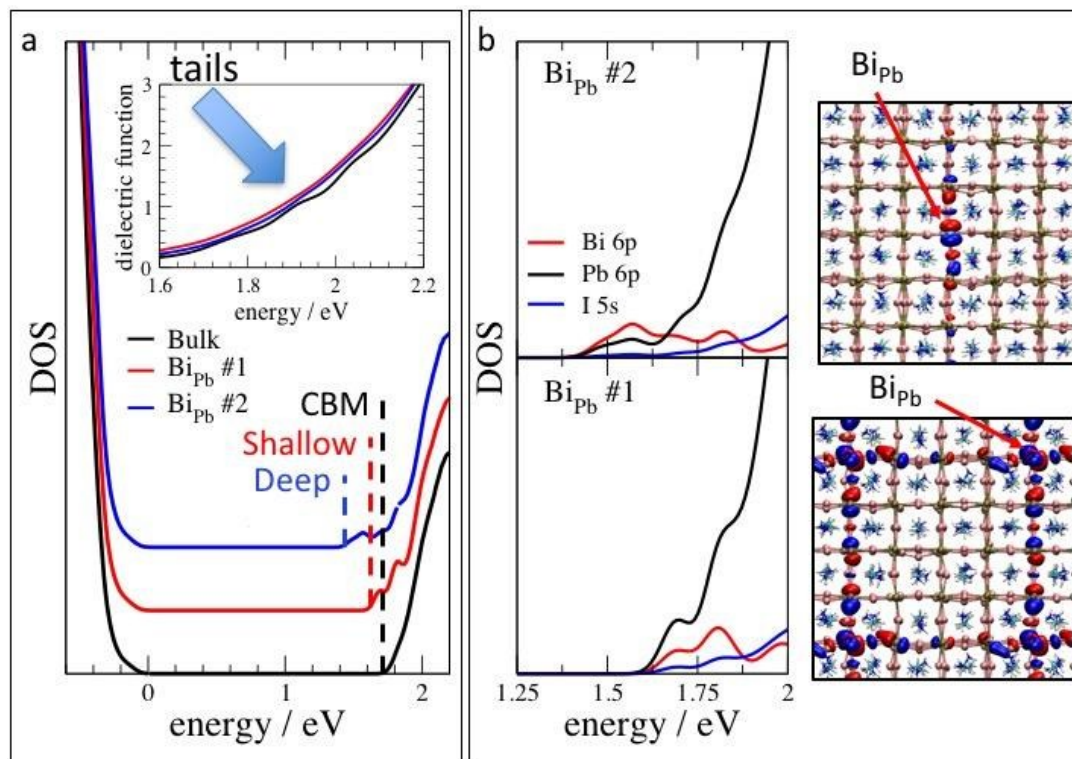 a
tails
3
2
1
0
dielectric function
1.6 1.8 2 2.2
energy / eV
Bulk
Bi_Pb #1
Bi_Pb #2
CBM
Shallow
Deep
DOS
0 1 2
energy / eV
b
Bi_Pb #2
Bi 6p
Pb 6p
I 5s
DOS
Bi_Pb #1
1.25 1.5 1.75 2
energy / eV
Bi_Pb
Bi_Pb